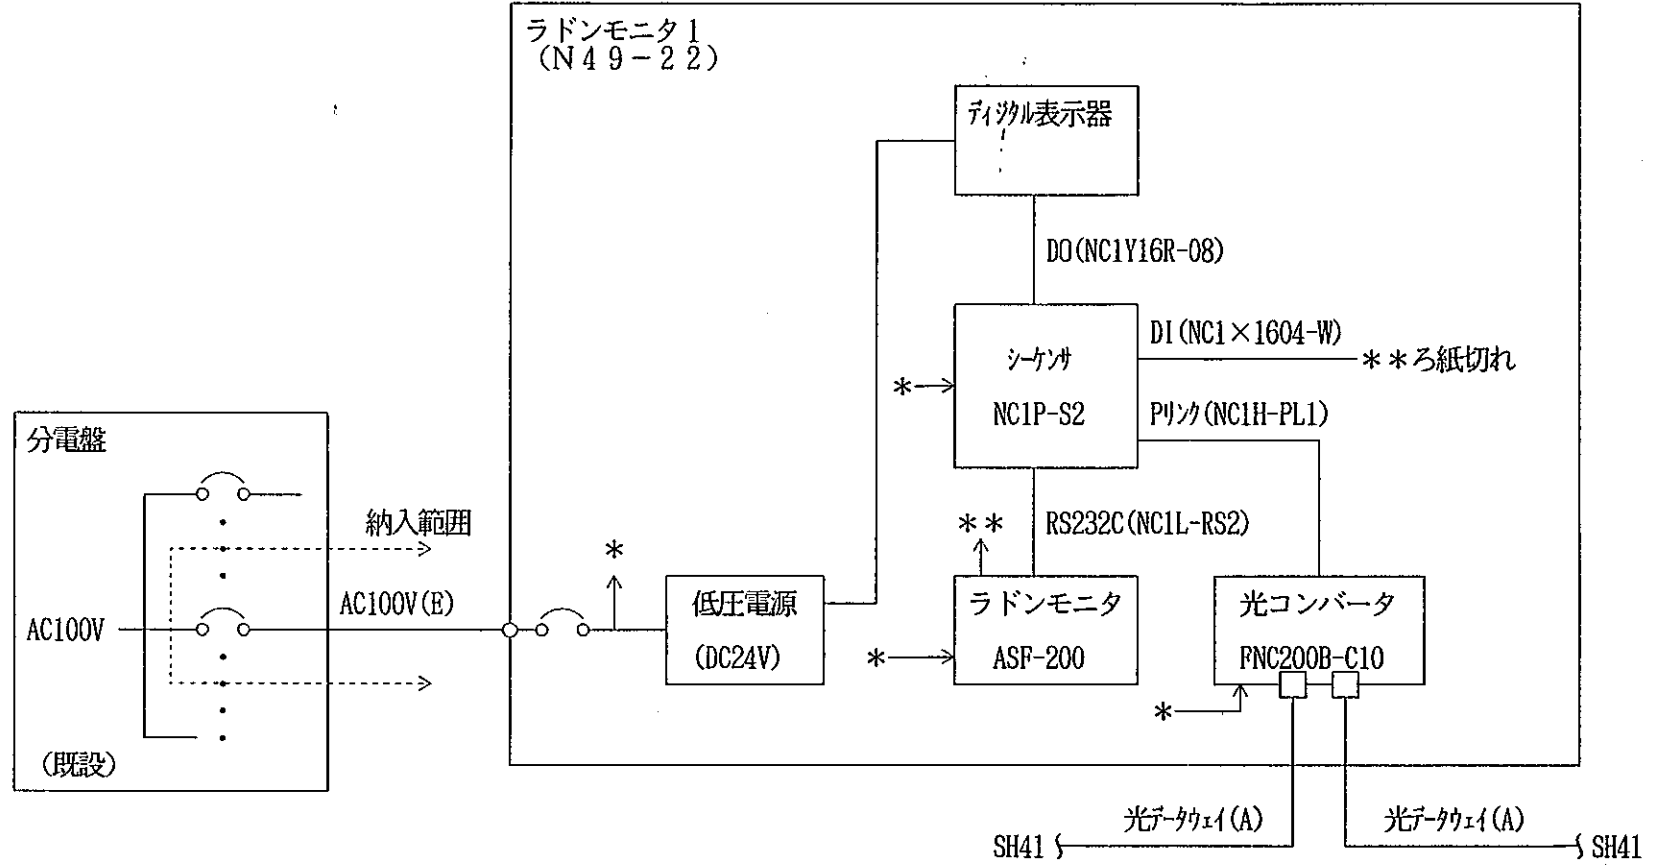 ラドンモニタ1
(N49-22)
ディジタル表示器
DO(NC1Y16R-08)
シーケンサ
NC1P-S2
DI(NC1×1604-W)
**ろ紙切れ
*
Pリンク(NC1H-PL1)
分電盤
納入範囲
AC100V
AC100V(E)
(既設)
*
低圧電源
(DC24V)
**
RS232C(NC1L-RS2)
ラドンモニタ
ASF-200
*
光コンバータ
FNC200B-C10
*
光データウェイ(A)
光データウェイ(A)
SH41
SH41